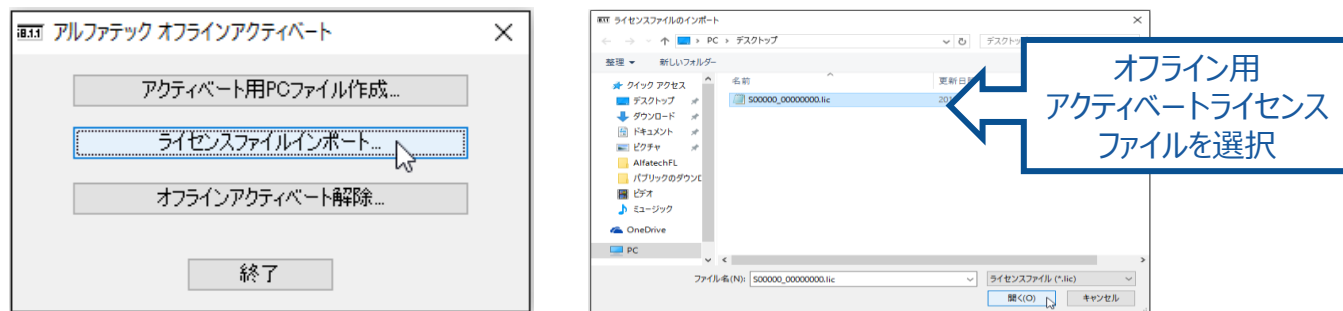 i8.1.1 アルファテック オフラインアクティベート
アクティベート用PCファイル作成...
ライセンスファイルインポート...
オフラインアクティベート解除...
終了
ライセンスファイルのインポート
PC › デスクトップ
整理
新しいフォルダー
クイック アクセス
デスクトップ
ダウンロード
ドキュメント
ピクチャ
AlfatechFL
パブリックのダウンロ
ビデオ
ミュージック
OneDrive
PC
名前
更新日
S00000_00000000.lic
201
ファイル名(N):
S00000_00000000.lic
ライセンスファイル (*.lic)
開く(O)
キャンセル
オフライン用
アクティベートライセンス
ファイルを選択